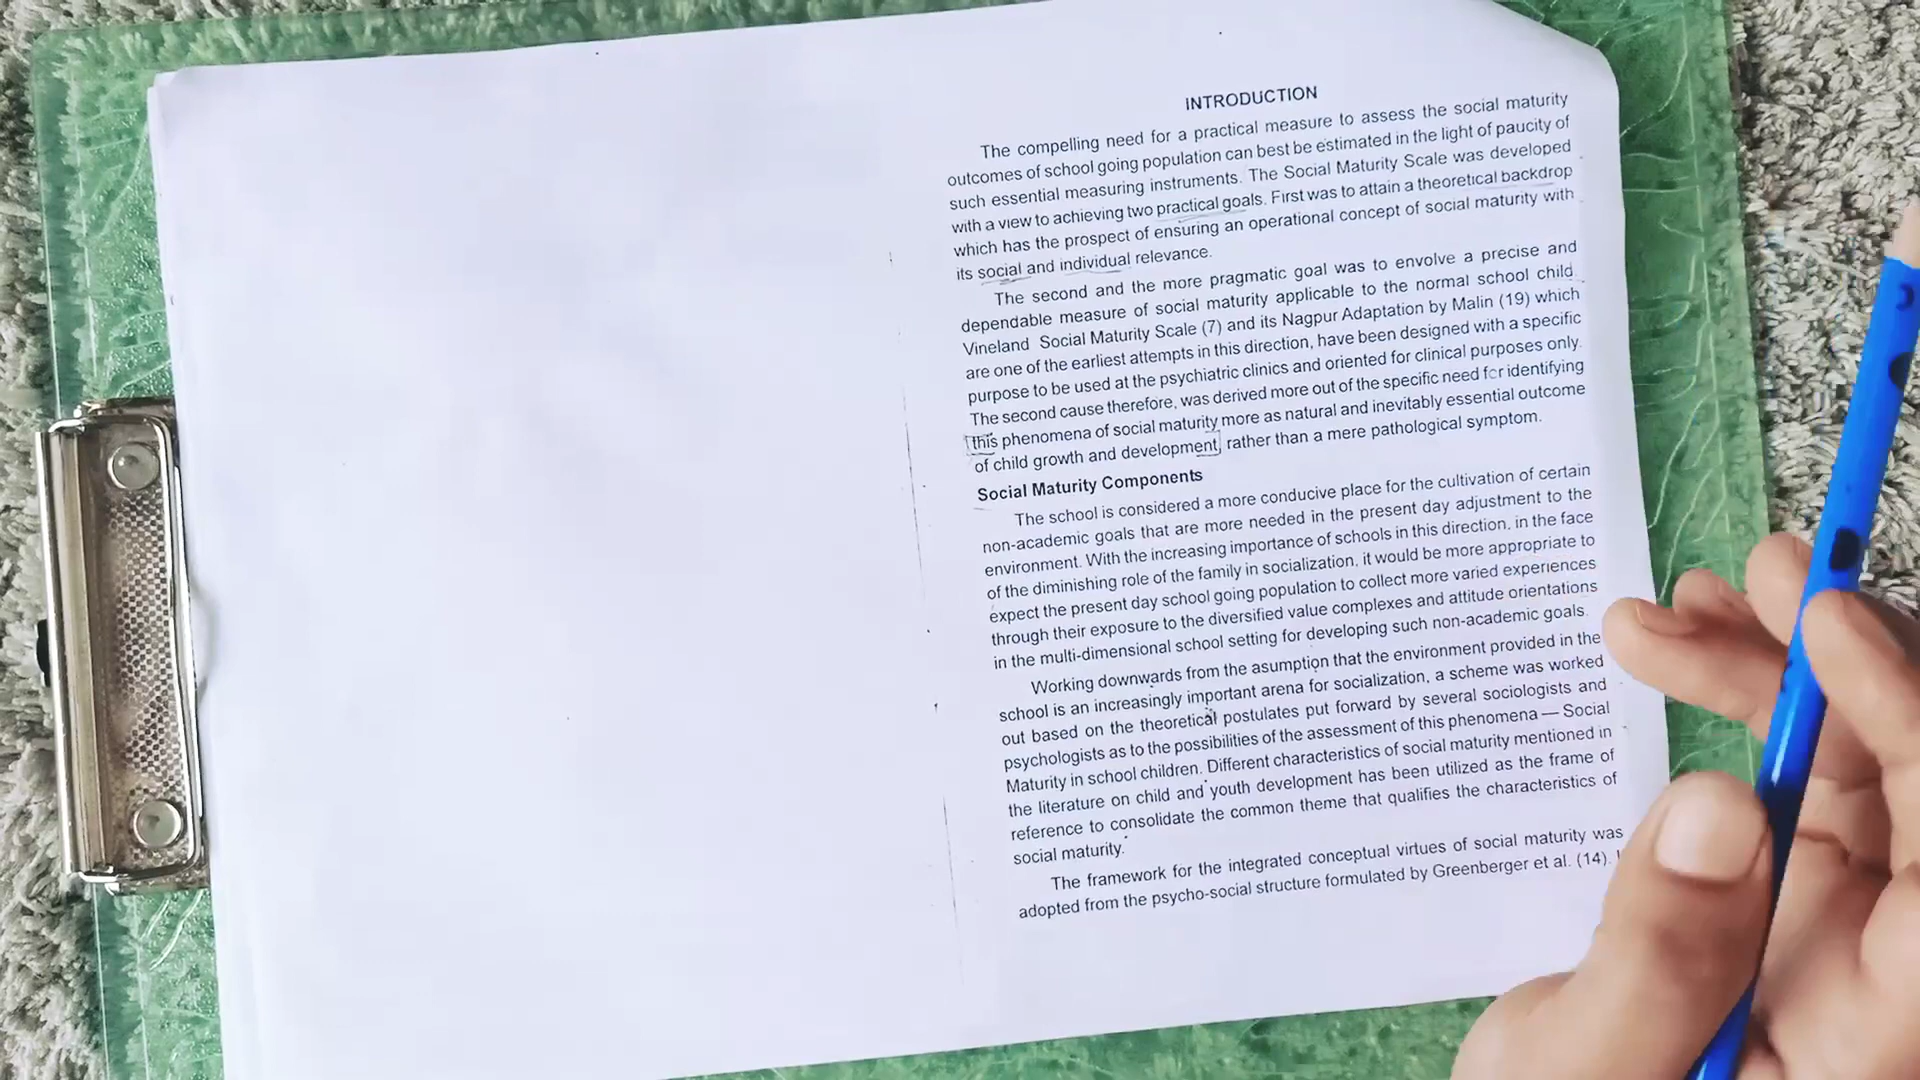 INTRODUCTION
The compelling need for a practical measure to assess the social maturity
outcomes of school going population can best be estimated in the light of paucity of
such essential measuring instruments. The Social Maturity Scale was developed
with a view to achieving two practical goals. First was to attain a theoretical backdrop
which has the prospect of ensuring an operational concept of social maturity with
its social and individual relevance.
The second and the more pragmatic goal was to envolve a precise and
dependable measure of social maturity applicable to the normal school child.
Vineland Social Maturity Scale (7) and its Nagpur Adaptation by Malin (19) which
are one of the earliest attempts in this direction, have been designed with a specific
purpose to be used at the psychiatric clinics and oriented for clinical purposes only.
The second cause therefore, was derived more out of the specific need for identifying
this phenomena of social maturity more as natural and inevitably essential outcome
of child growth and development, rather than a mere pathological symptom.
Social Maturity Components
The school is considered a more conducive place for the cultivation of certain
non-academic goals that are more needed in the present day adjustment to the
environment. With the increasing importance of schools in this direction, in the face
of the diminishing role of the family in socialization, it would be more appropriate to
expect the present day school going population to collect more varied experiences
through their exposure to the diversified value complexes and attitude orientations
in the multi-dimensional school setting for developing such non-academic goals.
Working downwards from the asumption that the environment provided in the
school is an increasingly important arena for socialization, a scheme was worked
out based on the theoretical postulates put forward by several sociologists and
psychologists as to the possibilities of the assessment of this phenomena — Social
Maturity in school children. Different characteristics of social maturity mentioned in
the literature on child and youth development has been utilized as the frame of
reference to consolidate the common theme that qualifies the characteristics of
social maturity.
The framework for the integrated conceptual virtues of social maturity was
adopted from the psycho-social structure formulated by Greenberger et al. (14).